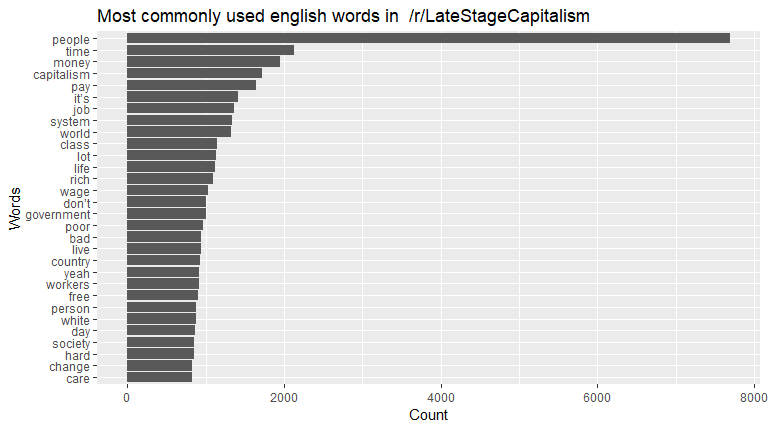 Most commonly used english words in  /r/LateStageCapitalism
people
time
money
capitalism
pay
it's
job
system
world
class
lot
life
rich
wage
don’t
government
poor
bad
live
country
yeah
workers
free
person
white
day
society
hard
change
care
Words
0 2000 4000 6000 8000
Count